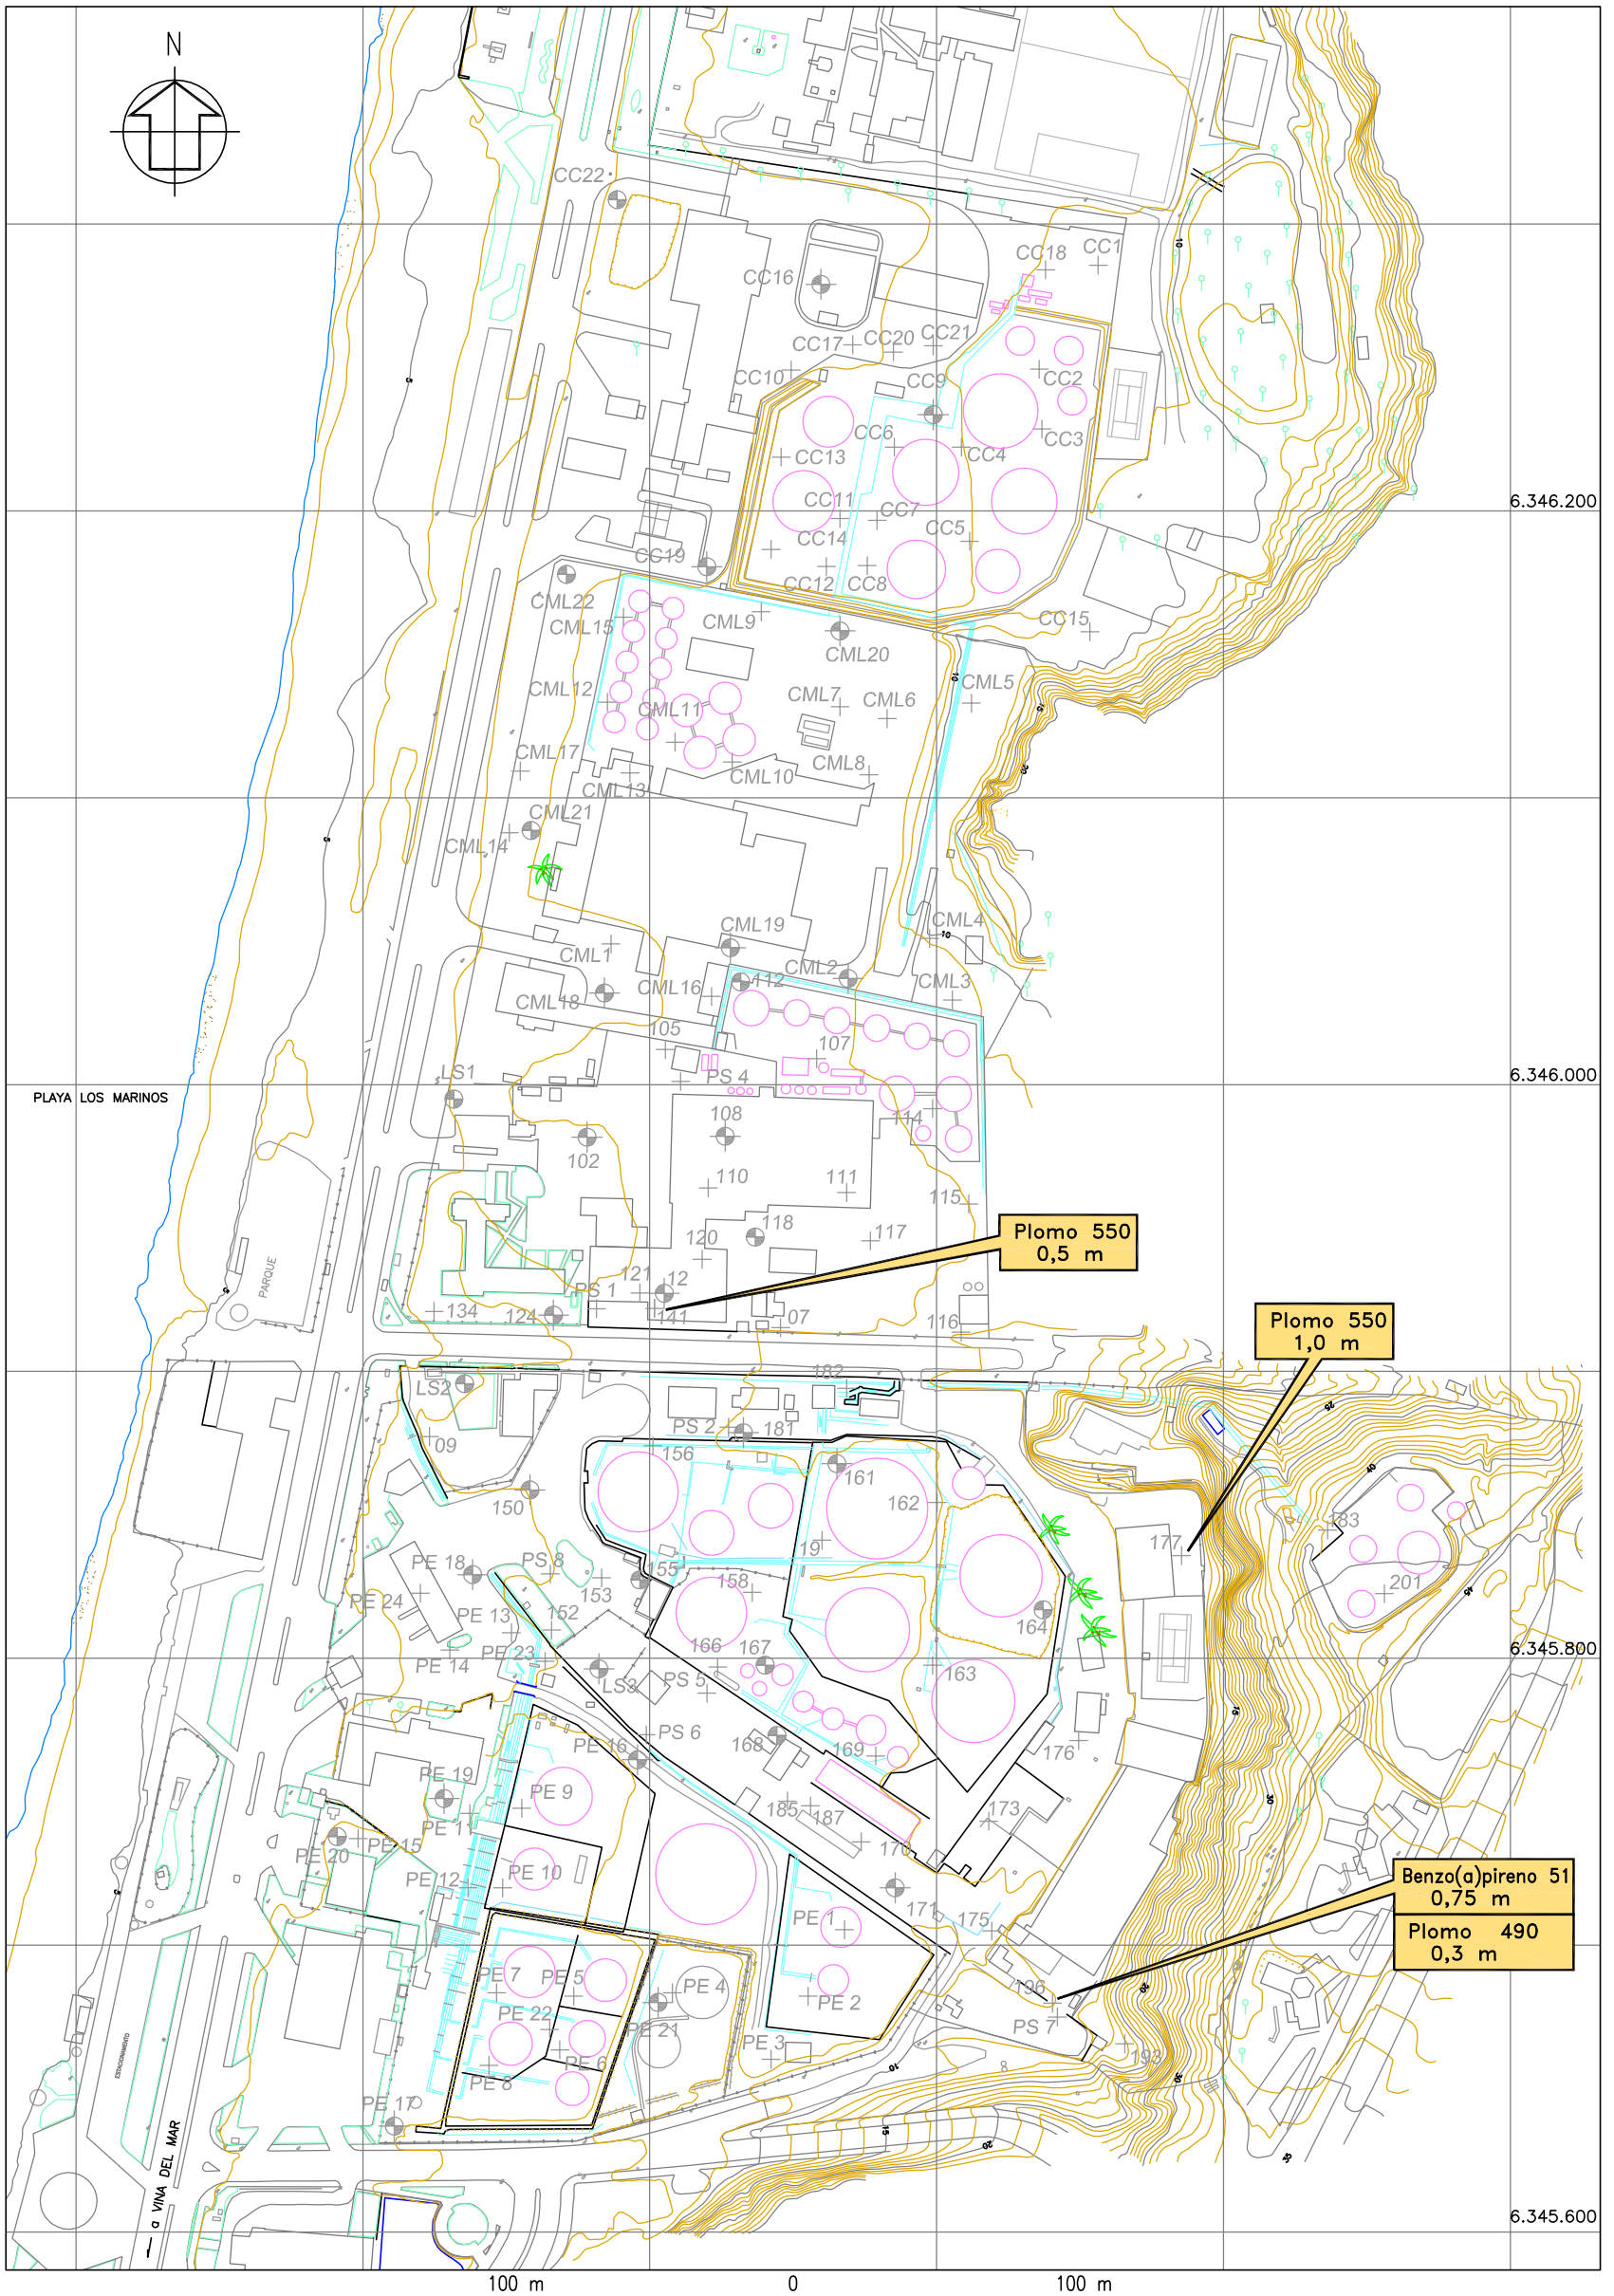 N
CC22
CC18
CC1
CC16
CC17
CC20
CC21
CC10
CC9
CC2
CC6
CC3
CC13
CC4
CC11
CC7
CC5
6.346.200
CC14
CC19
CC12
CC8
CML22
CML15
CML9
CC15
CML20
CML12
CML11
CML7
CML6
CML5
CML17
CML13
CML10
CML8
CML21
CML14
CML19
CML4
CML1
CML2
CML18
CML16
112
CML3
105
107
LS1
PS 4
6.346.000
PLAYA LOS MARINOS
108
114
102
110
111
115
118
117
120
Plomo 550
0,5 m
PARQUE
PS 1
121
12
134
124
141
07
116
Plomo 550
1,0 m
LS2
182
PS 2
181
09
156
161
150
162
183
19
177
PE 18
PS 8
155
153
158
201
PE 24
PE 13
152
164
6.345.800
PE 14
PE 23
166
167
163
LS3
PS 5
PS 6
PE 16
168
169
176
PE 19
PE 9
185
187
173
PE 11
PE 15
PE 20
170
PE 12
PE 10
Benzo(a)pireno 51
0,75 m
PE 1
171
175
Plomo 490
0,3 m
PE 7
PE 5
PE 4
196
PE 22
PE 2
PE 21
PS 7
PE 3
PE 6
193
PE 8
8
ESTACIONAMIENTO
PE 17
a VINA DEL MAR
6.345.600
100 m
0
100 m